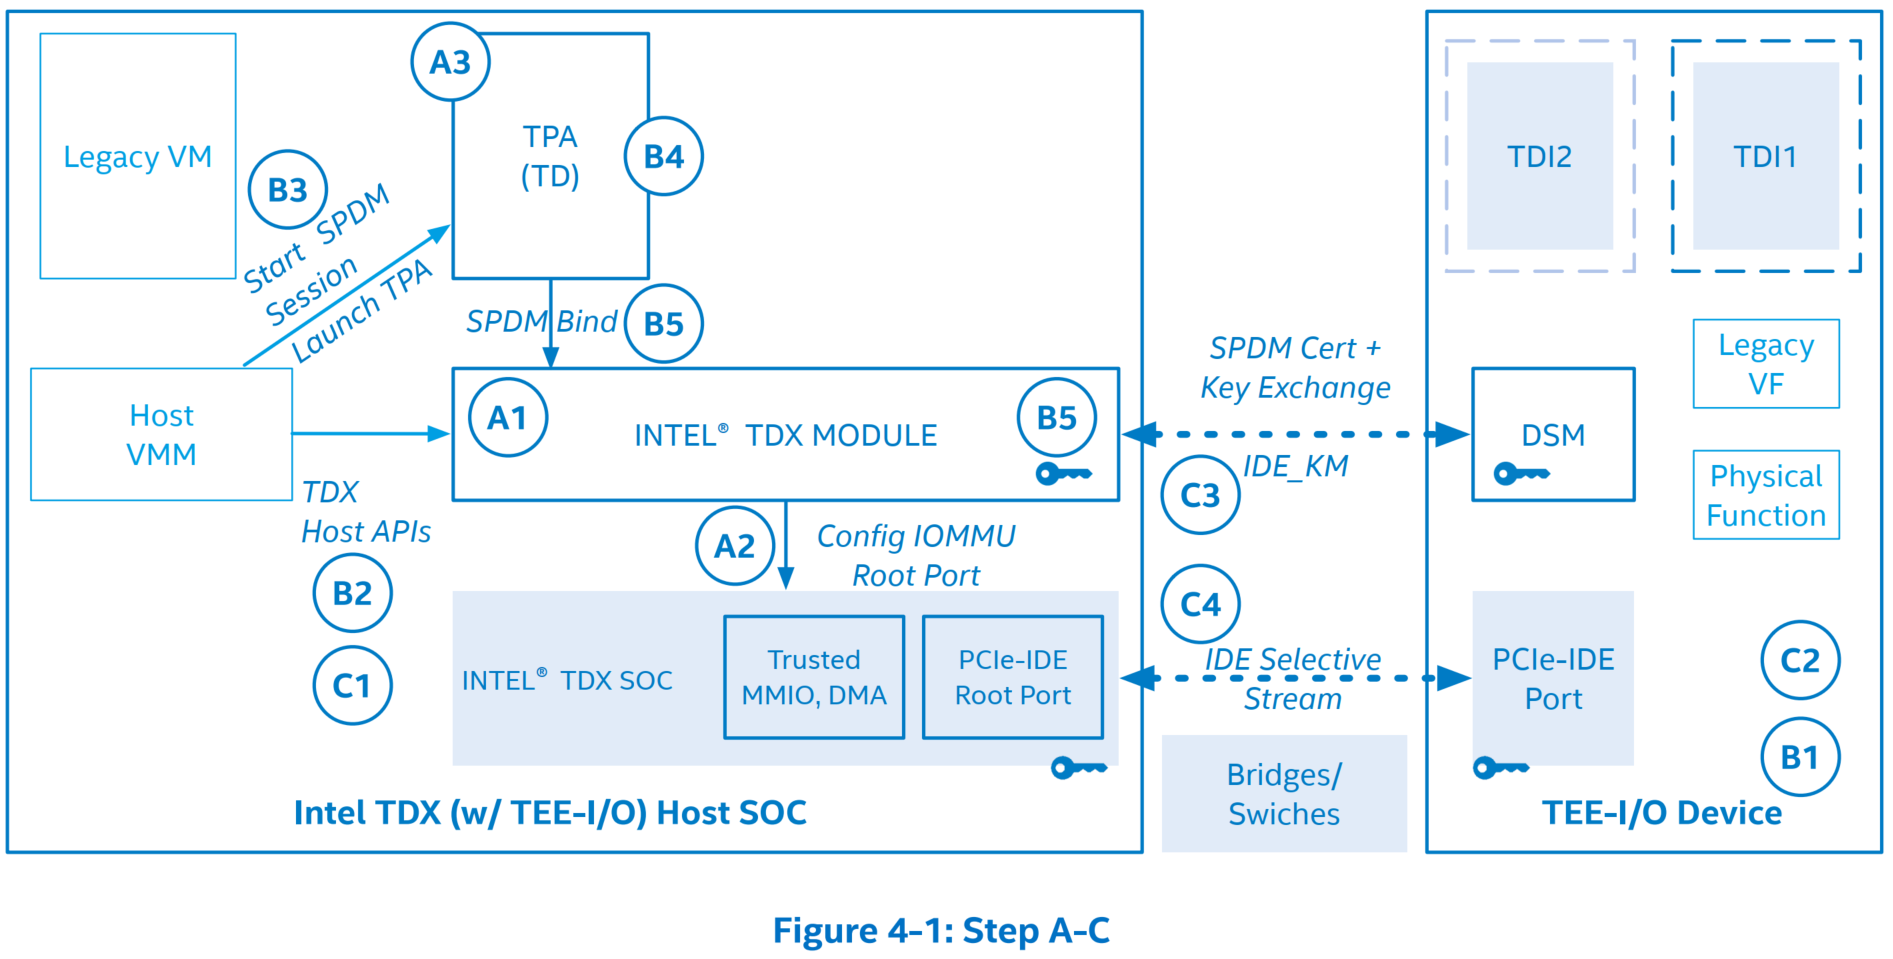 A3
TPA
(TD)
B4
Legacy VM
B3
Start SPDM
Session
Launch TPA
SPDM Bind
B5
Host
VMM
A1
INTEL® TDX MODULE
B5
TDX
Host APIs
B2
C1
A2
Config IOMMU
Root Port
INTEL® TDX SOC
Trusted
MMIO, DMA
PCIe-IDE
Root Port
Intel TDX (w/ TEE-I/O) Host SOC
SPDM Cert +
Key Exchange
IDE_KM
C3
C4
IDE Selective
Stream
Bridges/
Swiches
TDI2
TDI1
Legacy
VF
DSM
Physical
Function
PCIe-IDE
Port
C2
B1
TEE-I/O Device
Figure 4-1: Step A-C